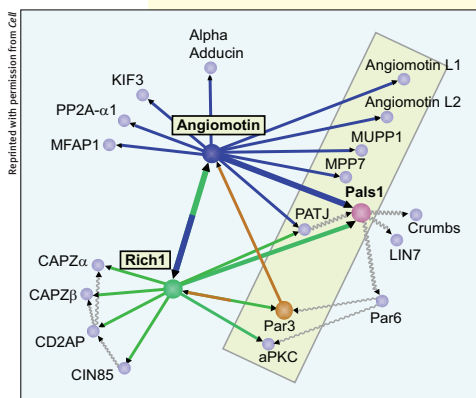 Reprinted with permission from Cell
Alpha
Adducin
KIF3
PP2A-α1
MFAP1
Angiomotin
Angiomotin L1
Angiomotin L2
MUPP1
MPP7
Pals1
PATJ
Crumbs
LIN7
Rich1
CAPZα
CAPZβ
CD2AP
CIN85
Par3
aPKC
Par6